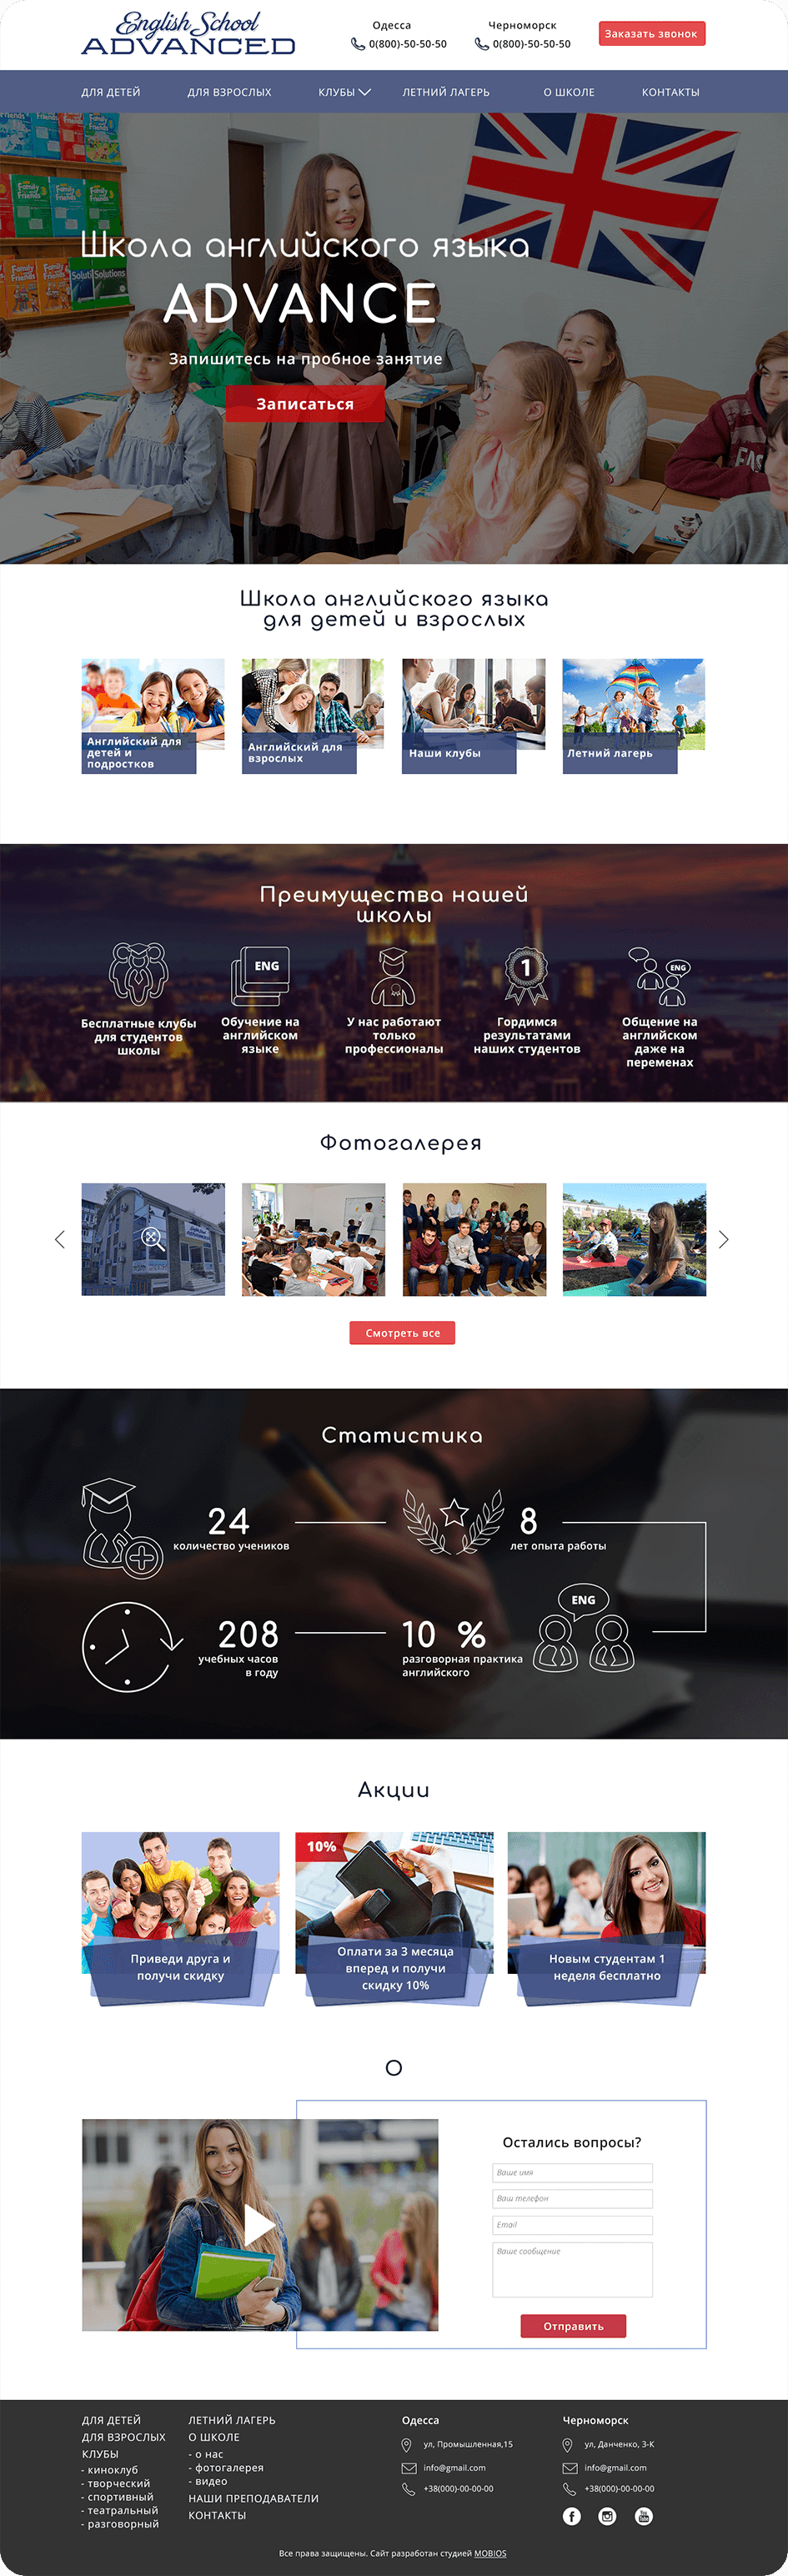 English School
ADVANCED
Одесса
0(800)-50-50-50
Черноморск
0(800)-50-50-50
Заказать звонок
ДЛЯ ДЕТЕЙ
ДЛЯ ВЗРОСЛЫХ
КЛУБЫ
ЛЕТНИЙ ЛАГЕРЬ
О ШКОЛЕ
КОНТАКТЫ
Школа английского языка
ADVANCE
Запишитесь на пробное занятие
Записаться
Школа английского языка
для детей и взрослых
Английский для
детей и
подростков
Английский для
взрослых
Наши клубы
Летний лагерь
Преимущества нашей
школы
ENG
1
ENG
Бесплатные клубы
для студентов
школы
Обучение на
английском
языке
У нас работают
только
профессионалы
Гордимся
результатами
наших студентов
Общение на
английском
даже на
переменах
Фотогалерея
Смотреть все
Статистика
24
количество учеников
8
лет опыта работы
208
учебных часов
в году
10 %
разговорная практика
английского
ENG
Акции
Приведи друга и
получи скидку
10%
Оплати за 3 месяца
вперед и получи
скидку 10%
Новым студентам 1
неделя бесплатно
О
Остались вопросы?
Ваше имя
Ваш телефон
Email
Ваше сообщение
Отправить
ДЛЯ ДЕТЕЙ
ДЛЯ ВЗРОСЛЫХ
КЛУБЫ
- киноклуб
- творческий
- спортивный
- театральный
- разговорный
ЛЕТНИЙ ЛАГЕРЬ
О ШКОЛЕ
- о нас
- фотогалерея
- видео
НАШИ ПРЕПОДАВАТЕЛИ
КОНТАКТЫ
Одесса
ул, Промышленная,15
info@gmail.com
+38(000)-00-00-00
Черноморск
ул, Данченко, 3-К
info@gmail.com
+38(000)-00-00-00
Все права защищены. Сайт разработан студией MOBIOS